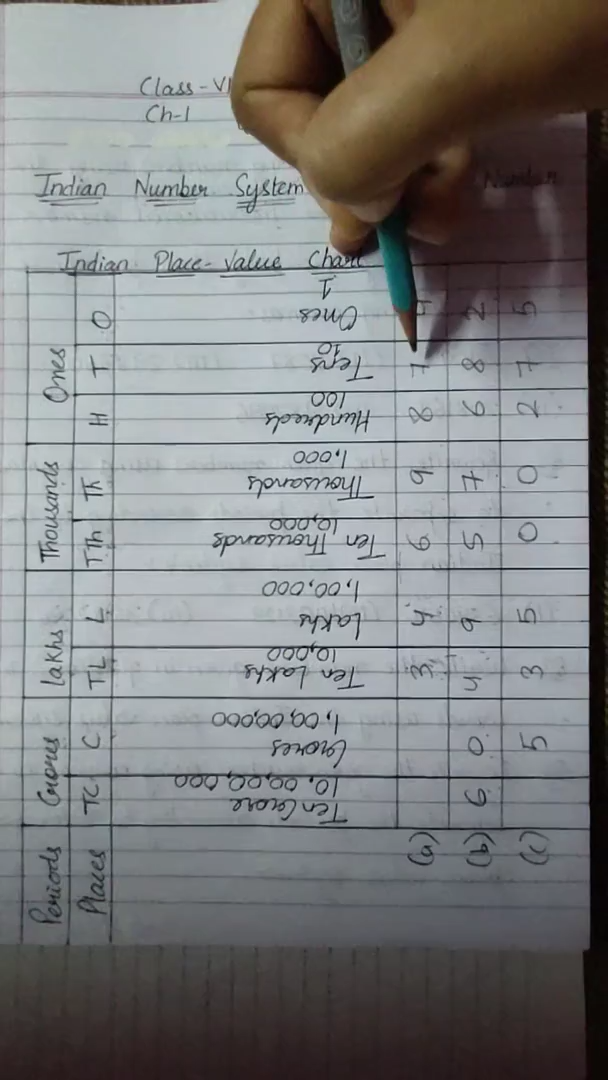 Class-VI
Ch-1
Indian Number System
Number
Indian Place-Value Chart
Periods Crores Lakhs Thousands Ones
Places TC C TL L TTh Th H T O
Ten Crore Crores Ten Lakhs Lakhs Ten Thousands Thousands Hundreds Tens Ones
10,00,00,000 1,00,00,000 10,000 1,00,000 10,000 1,000 100 10 1
(a) 3 4 6 9 8 7
(b) 6 0 4 9 5 7 6 8 2
(c) 5 3 5 0 0 2 7 5